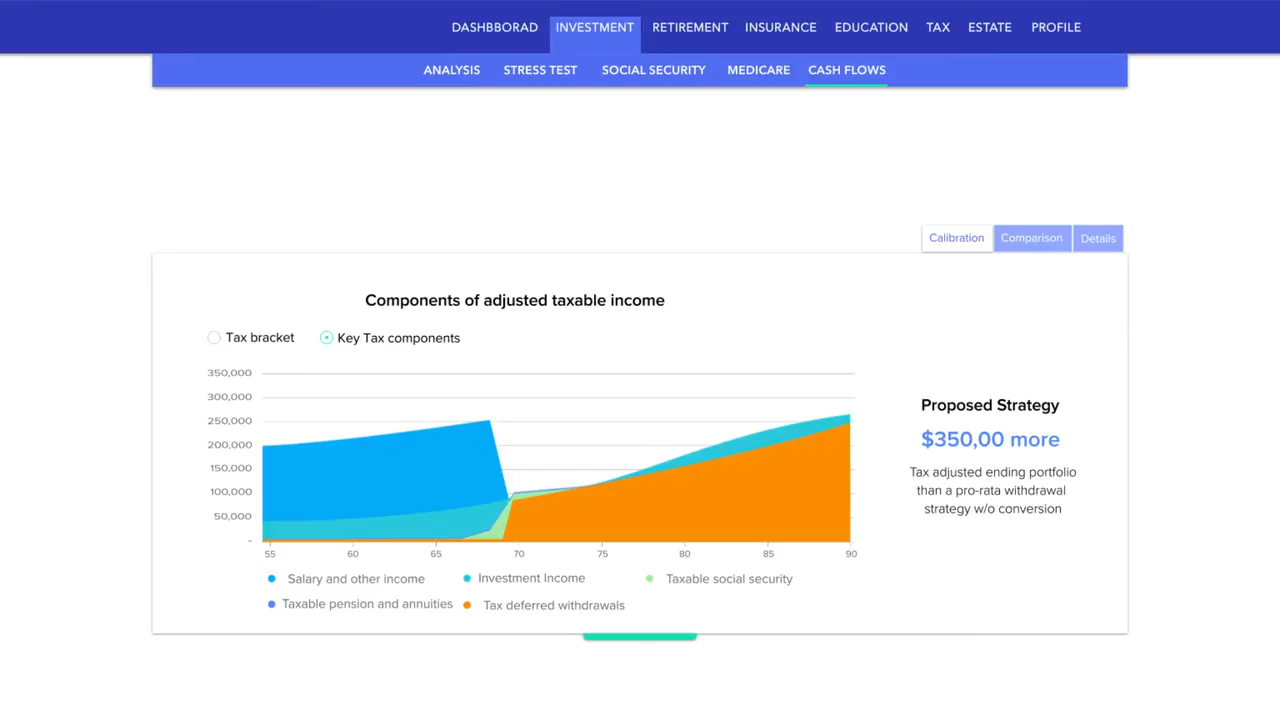 DASHBBORAD INVESTMENT RETIREMENT INSURANCE EDUCATION TAX ESTATE PROFILE
ANALYSIS STRESS TEST SOCIAL SECURITY MEDICARE CASH FLOWS
Calibration Comparison Details
Components of adjusted taxable income
Tax bracket Key Tax components
350,000
300,000
250,000
200,000
150,000
100,000
50,000
-
55 60 65 70 75 80 85 90
Salary and other income Investment Income Taxable social security
Taxable pension and annuities Tax deferred withdrawals
Proposed Strategy
$350,00 more
Tax adjusted ending portfolio
than a pro-rata withdrawal
strategy w/o conversion